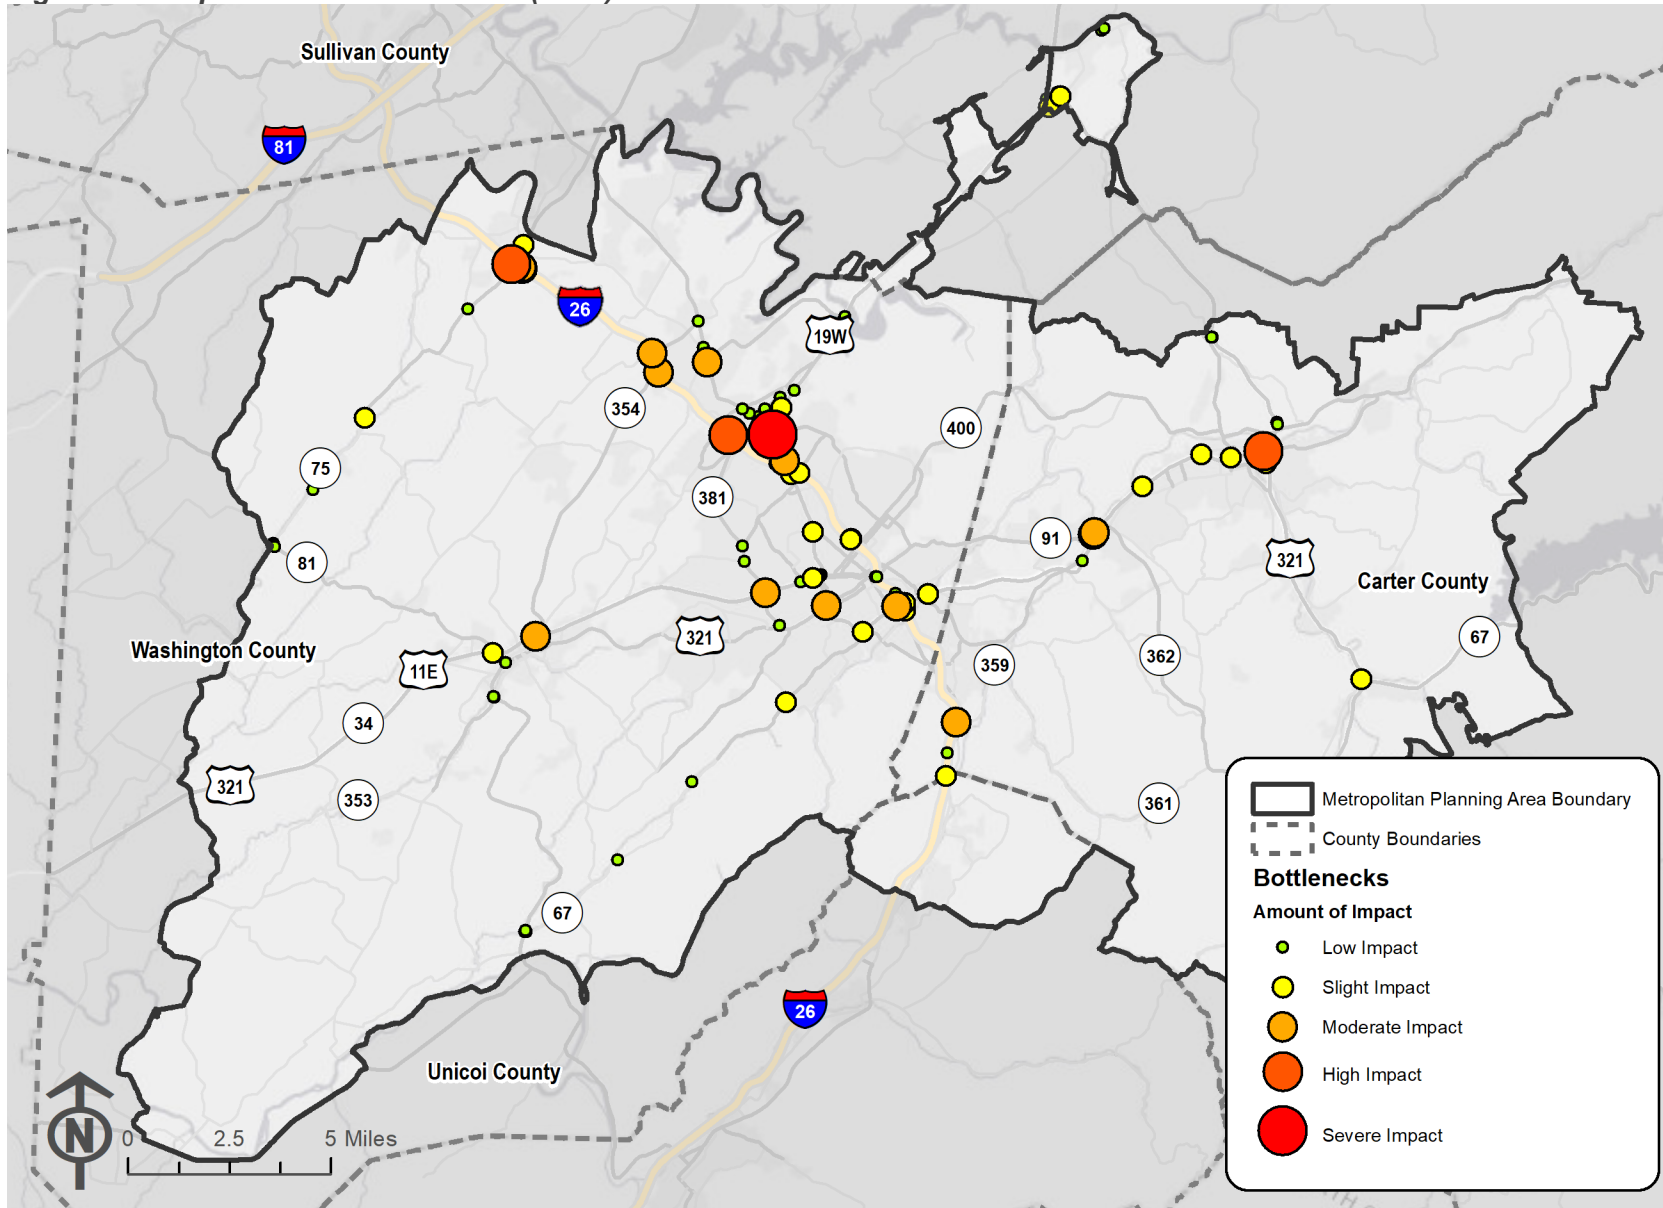 Sullivan County
81
26
19W
354
400
75
381
91
81
321
Carter County
Washington County
321
67
11E
359
362
34
321
353
361
67
26
Unicoi County
N
0 2.5 5 Miles
Metropolitan Planning Area Boundary
County Boundaries
Bottlenecks
Amount of Impact
Low Impact
Slight Impact
Moderate Impact
High Impact
Severe Impact